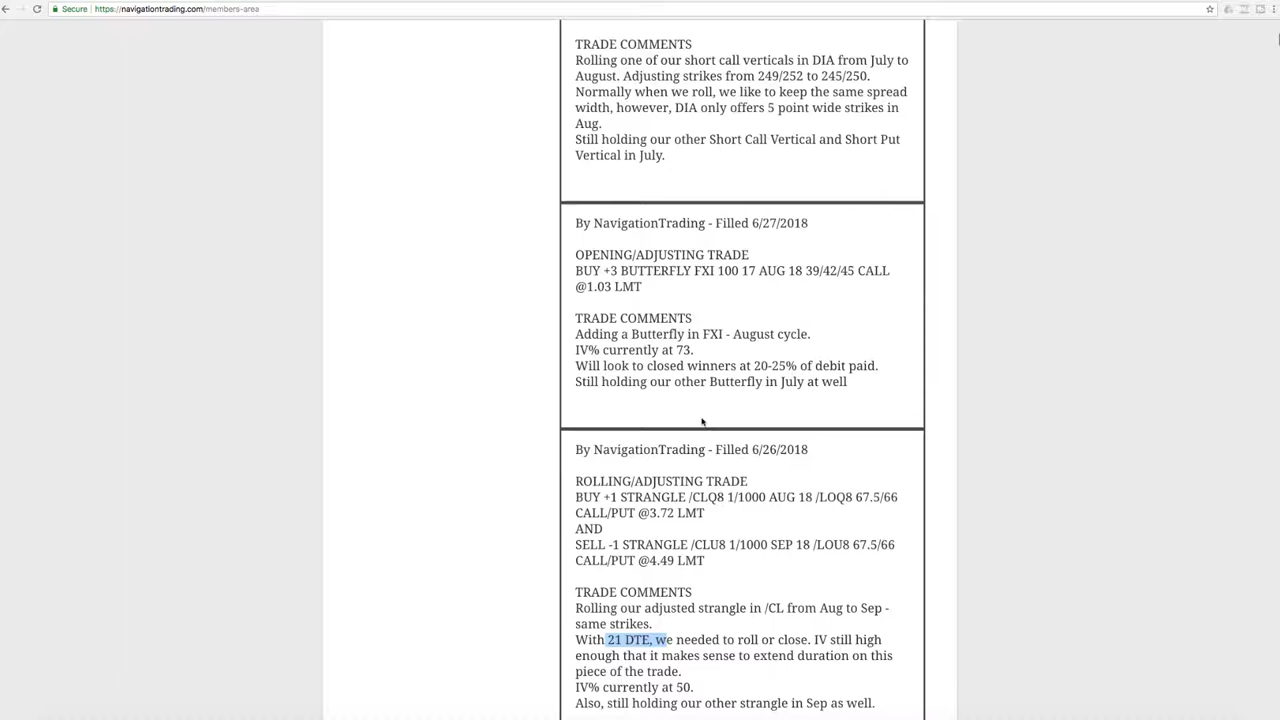 Secure
https://navigationtrading.com/members-area
TRADE COMMENTS
Rolling one of our short call verticals in DIA from July to
August. Adjusting strikes from 249/252 to 245/250.
Normally when we roll, we like to keep the same spread
width, however, DIA only offers 5 point wide strikes in
Aug.
Still holding our other Short Call Vertical and Short Put
Vertical in July.
By NavigationTrading - Filled 6/27/2018
OPENING/ADJUSTING TRADE
BUY +3 BUTTERFLY FXI 100 17 AUG 18 39/42/45 CALL
@1.03 LMT
TRADE COMMENTS
Adding a Butterfly in FXI - August cycle.
IV% currently at 73.
Will look to closed winners at 20-25% of debit paid.
Still holding our other Butterfly in July at well
By NavigationTrading - Filled 6/26/2018
ROLLING/ADJUSTING TRADE
BUY +1 STRANGLE /CLQ8 1/1000 AUG 18 /LOQ8 67.5/66
CALL/PUT @3.72 LMT
AND
SELL -1 STRANGLE /CLU8 1/1000 SEP 18 /LOU8 67.5/66
CALL/PUT @4.49 LMT
TRADE COMMENTS
Rolling our adjusted strangle in /CL from Aug to Sep -
same strikes.
With 21 DTE, we needed to roll or close. IV still high
enough that it makes sense to extend duration on this
piece of the trade.
IV% currently at 50.
Also, still holding our other strangle in Sep as well.